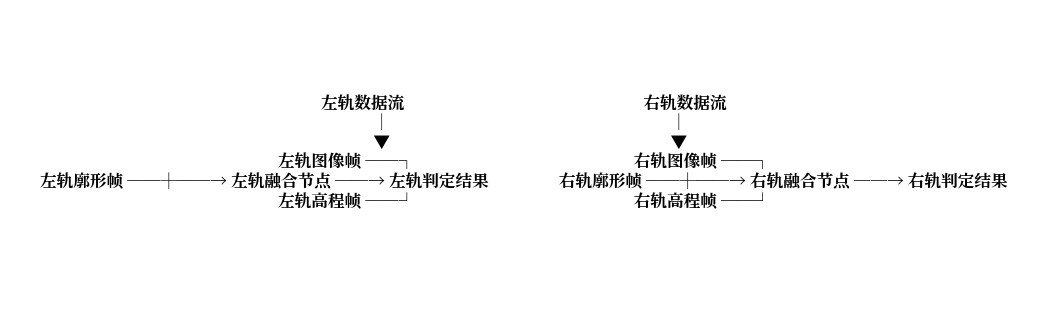 左轨数据流 右轨数据流
▼ ▼
左轨图像帧 ──┐ 右轨图像帧 ──┐
左轨廓形帧 ──┼──→ 左轨融合节点 ──→ 左轨判定结果 右轨廓形帧 ──┼──→ 右轨融合节点 ──→ 右轨判定结果
左轨高程帧 ──┘ 右轨高程帧 ──┘